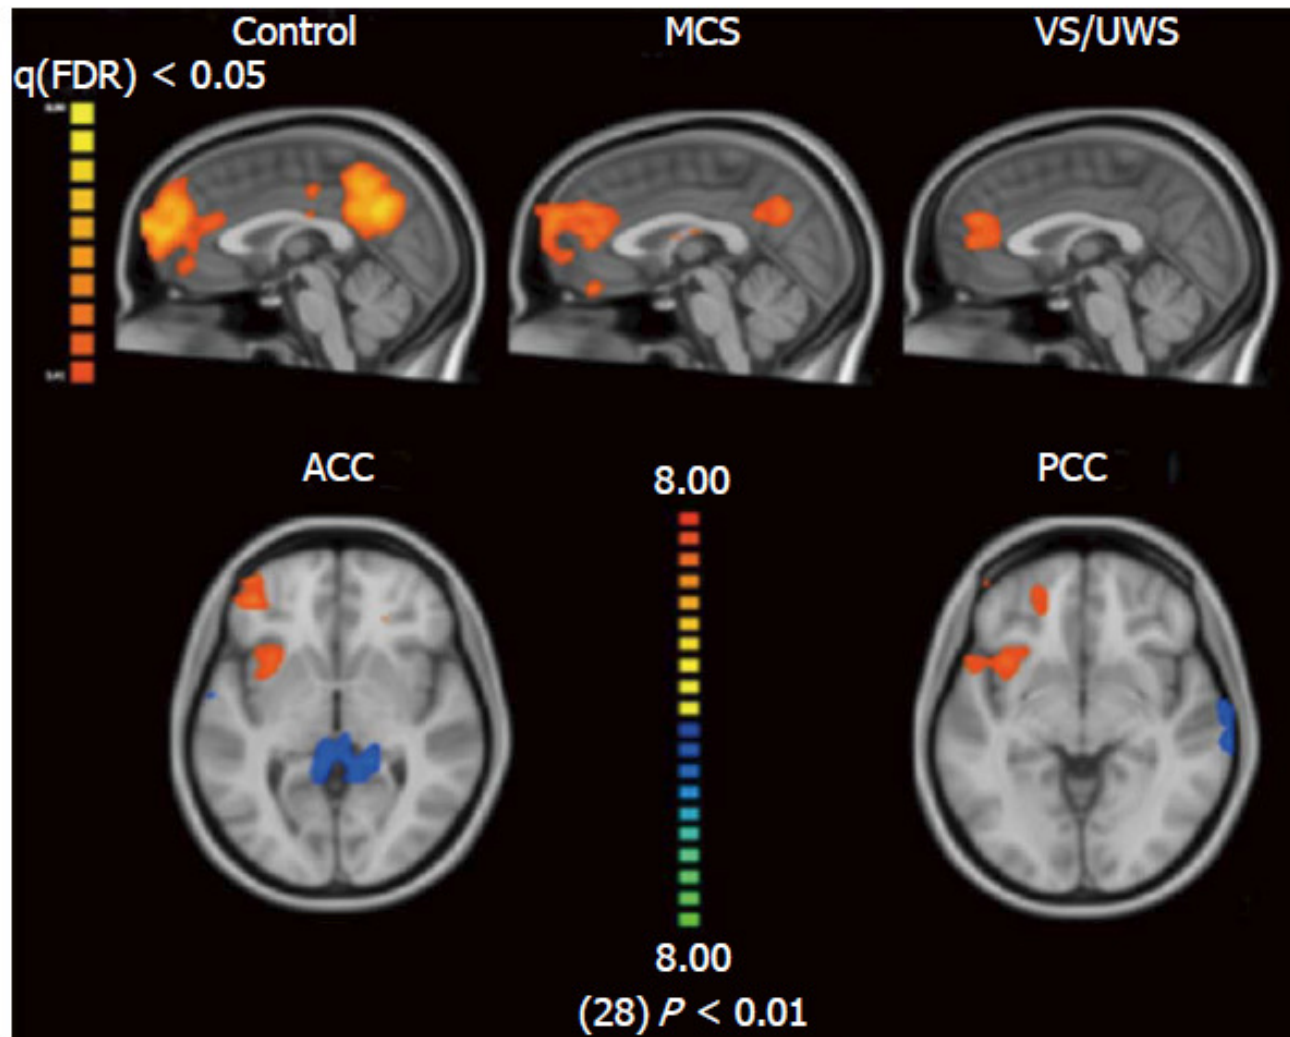 Control
MCS
VS/UWS
q(FDR) < 0.05
ACC
8.00
PCC
8.00
(28) P < 0.01